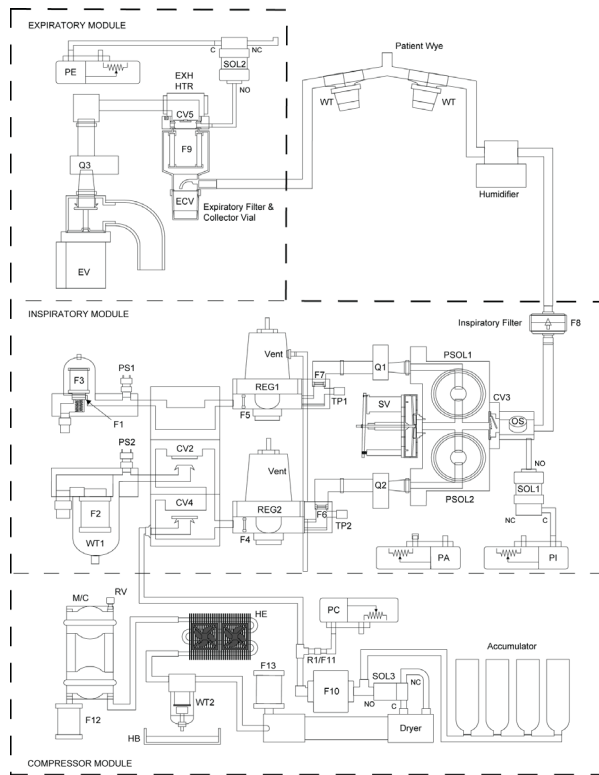 EXPIRATORY MODULE
C
NC
PE
SOL2
Patient Wye
EXH
HTR
NO
WT
WT
CV5
F9
Q3
Humidifier
ECV
Expiratory Filter &
Collector Vial
EV
INSPIRATORY MODULE
Inspiratory Filter
F8
Vent
PS1
F3
F7
Q1
PSOL1
REG1
TP1
CV3
F1
F5
SV
OS
PS2
CV2
Vent
NO
SOL1
F2
CV4
REG2
F6
Q2
PSOL2
NC
C
WT1
F4
TP2
PA
PI
M/C
RV
HE
PC
Accumulator
R1/F11
F13
F10
SOL3
NC
WT2
NO
C
F12
Dryer
HB
COMPRESSOR MODULE